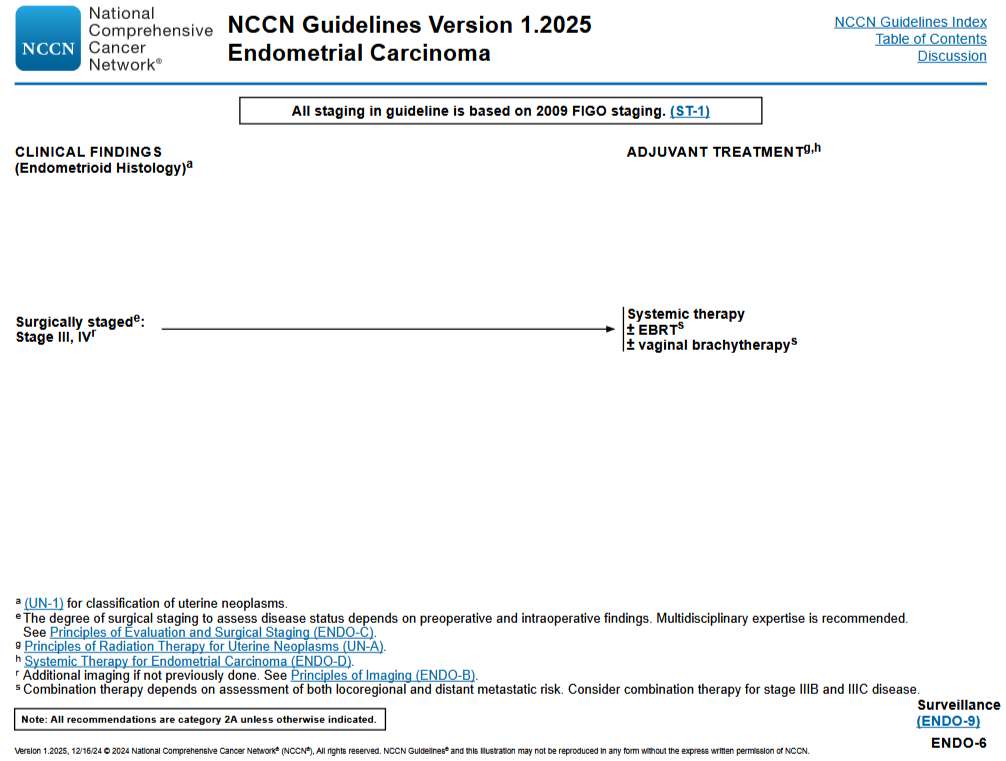 NCCN
National
Comprehensive
Cancer
Network®
NCCN Guidelines Version 1.2025
Endometrial Carcinoma
NCCN Guidelines Index
Table of Contents
Discussion
All staging in guideline is based on 2009 FIGO staging. (ST-1)
CLINICAL FINDINGS
(Endometrioid Histology)a
ADJUVANT TREATMENTg,h
Surgically stagede:
Stage III, IVr
Systemic therapy
± EBRTs
± vaginal brachytherapys
a (UN-1) for classification of uterine neoplasms.
e The degree of surgical staging to assess disease status depends on preoperative and intraoperative findings. Multidisciplinary expertise is recommended.
See Principles of Evaluation and Surgical Staging (ENDO-C).
g Principles of Radiation Therapy for Uterine Neoplasms (UN-A).
h Systemic Therapy for Endometrial Carcinoma (ENDO-D).
r Additional imaging if not previously done. See Principles of Imaging (ENDO-B).
s Combination therapy depends on assessment of both locoregional and distant metastatic risk. Consider combination therapy for stage IIIB and IIIC disease.
Surveillance
(ENDO-9)
Note: All recommendations are category 2A unless otherwise indicated.
ENDO-6
Version 1.2025, 12/16/24 © 2024 National Comprehensive Cancer Network® (NCCN®), All rights reserved. NCCN Guidelines® and this illustration may not be reproduced in any form without the express written permission of NCCN.